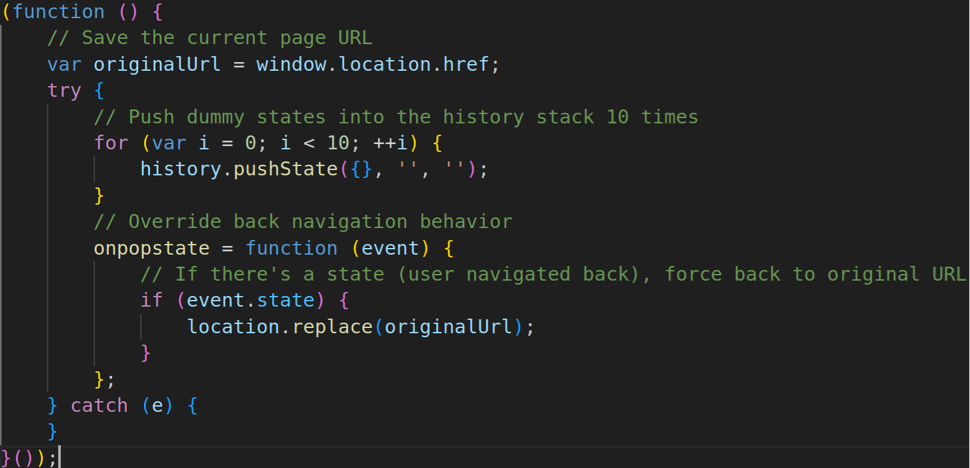 (function () {
    // Save the current page URL
    var originalUrl = window.location.href;
    try {
        // Push dummy states into the history stack 10 times
        for (var i = 0; i < 10; ++i) {
            history.pushState({}, '', '');
        }
        // Override back navigation behavior
        onpopstate = function (event) {
            // If there's a state (user navigated back), force back to original URL
            if (event.state) {
                location.replace(originalUrl);
            }
        };
    } catch (e) {
    }
}());